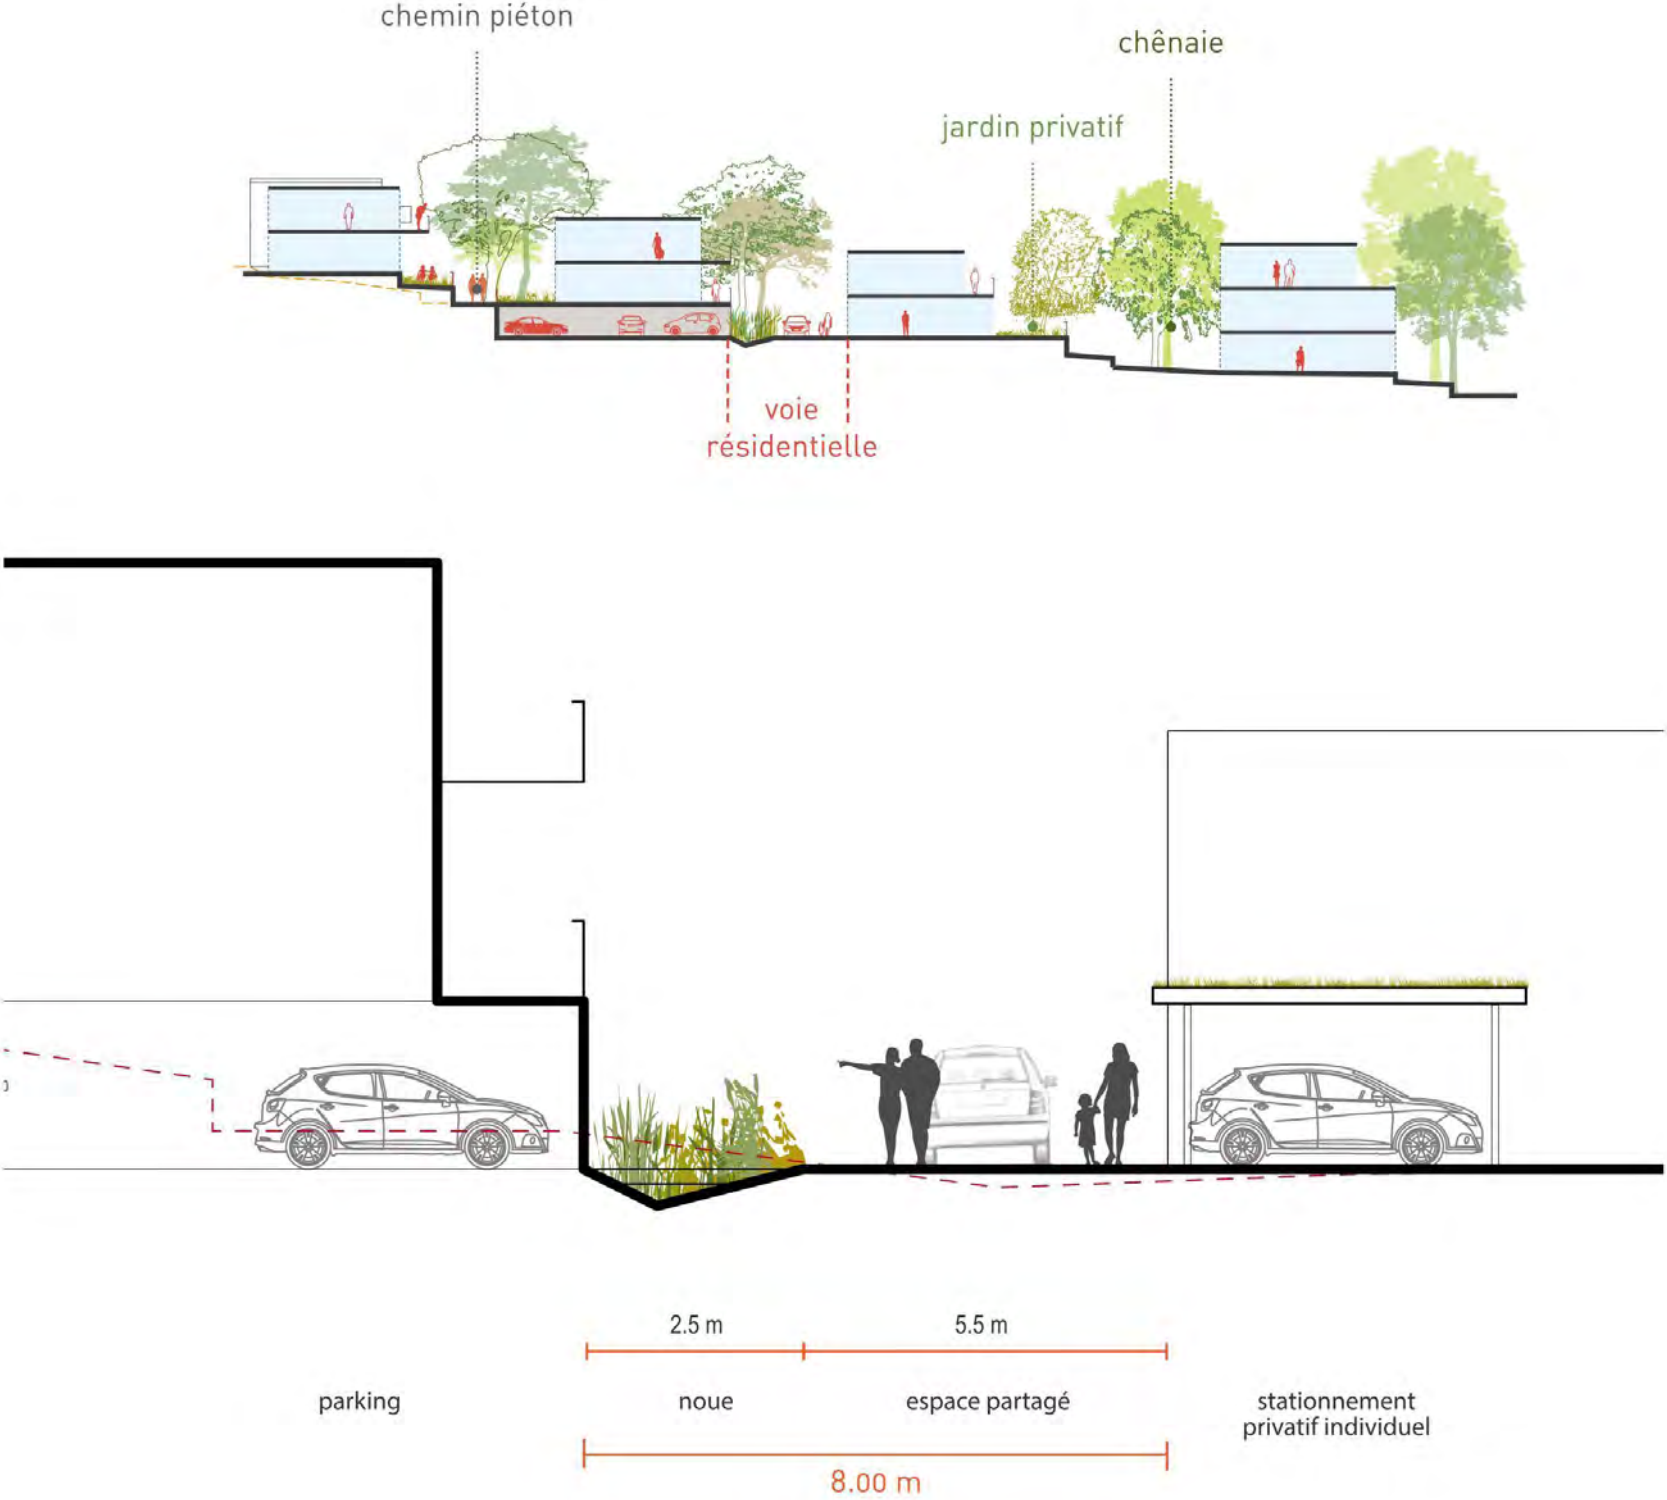 chemin piéton
chênaie
jardin privatif
voie
résidentielle
2.5 m
5.5 m
parking
noue
espace partagé
stationnement
privatif individuel
8.00 m